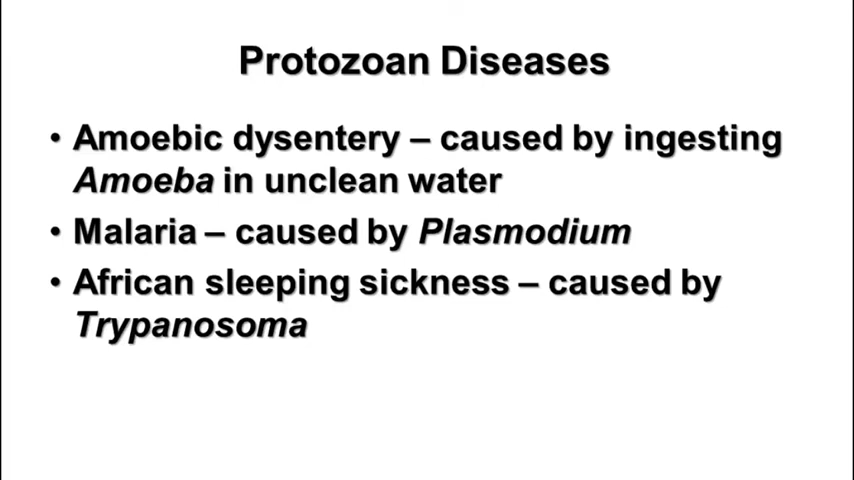 Protozoan Diseases
• Amoebic dysentery – caused by ingesting
Amoeba in unclean water
• Malaria – caused by Plasmodium
• African sleeping sickness – caused by
Trypanosoma